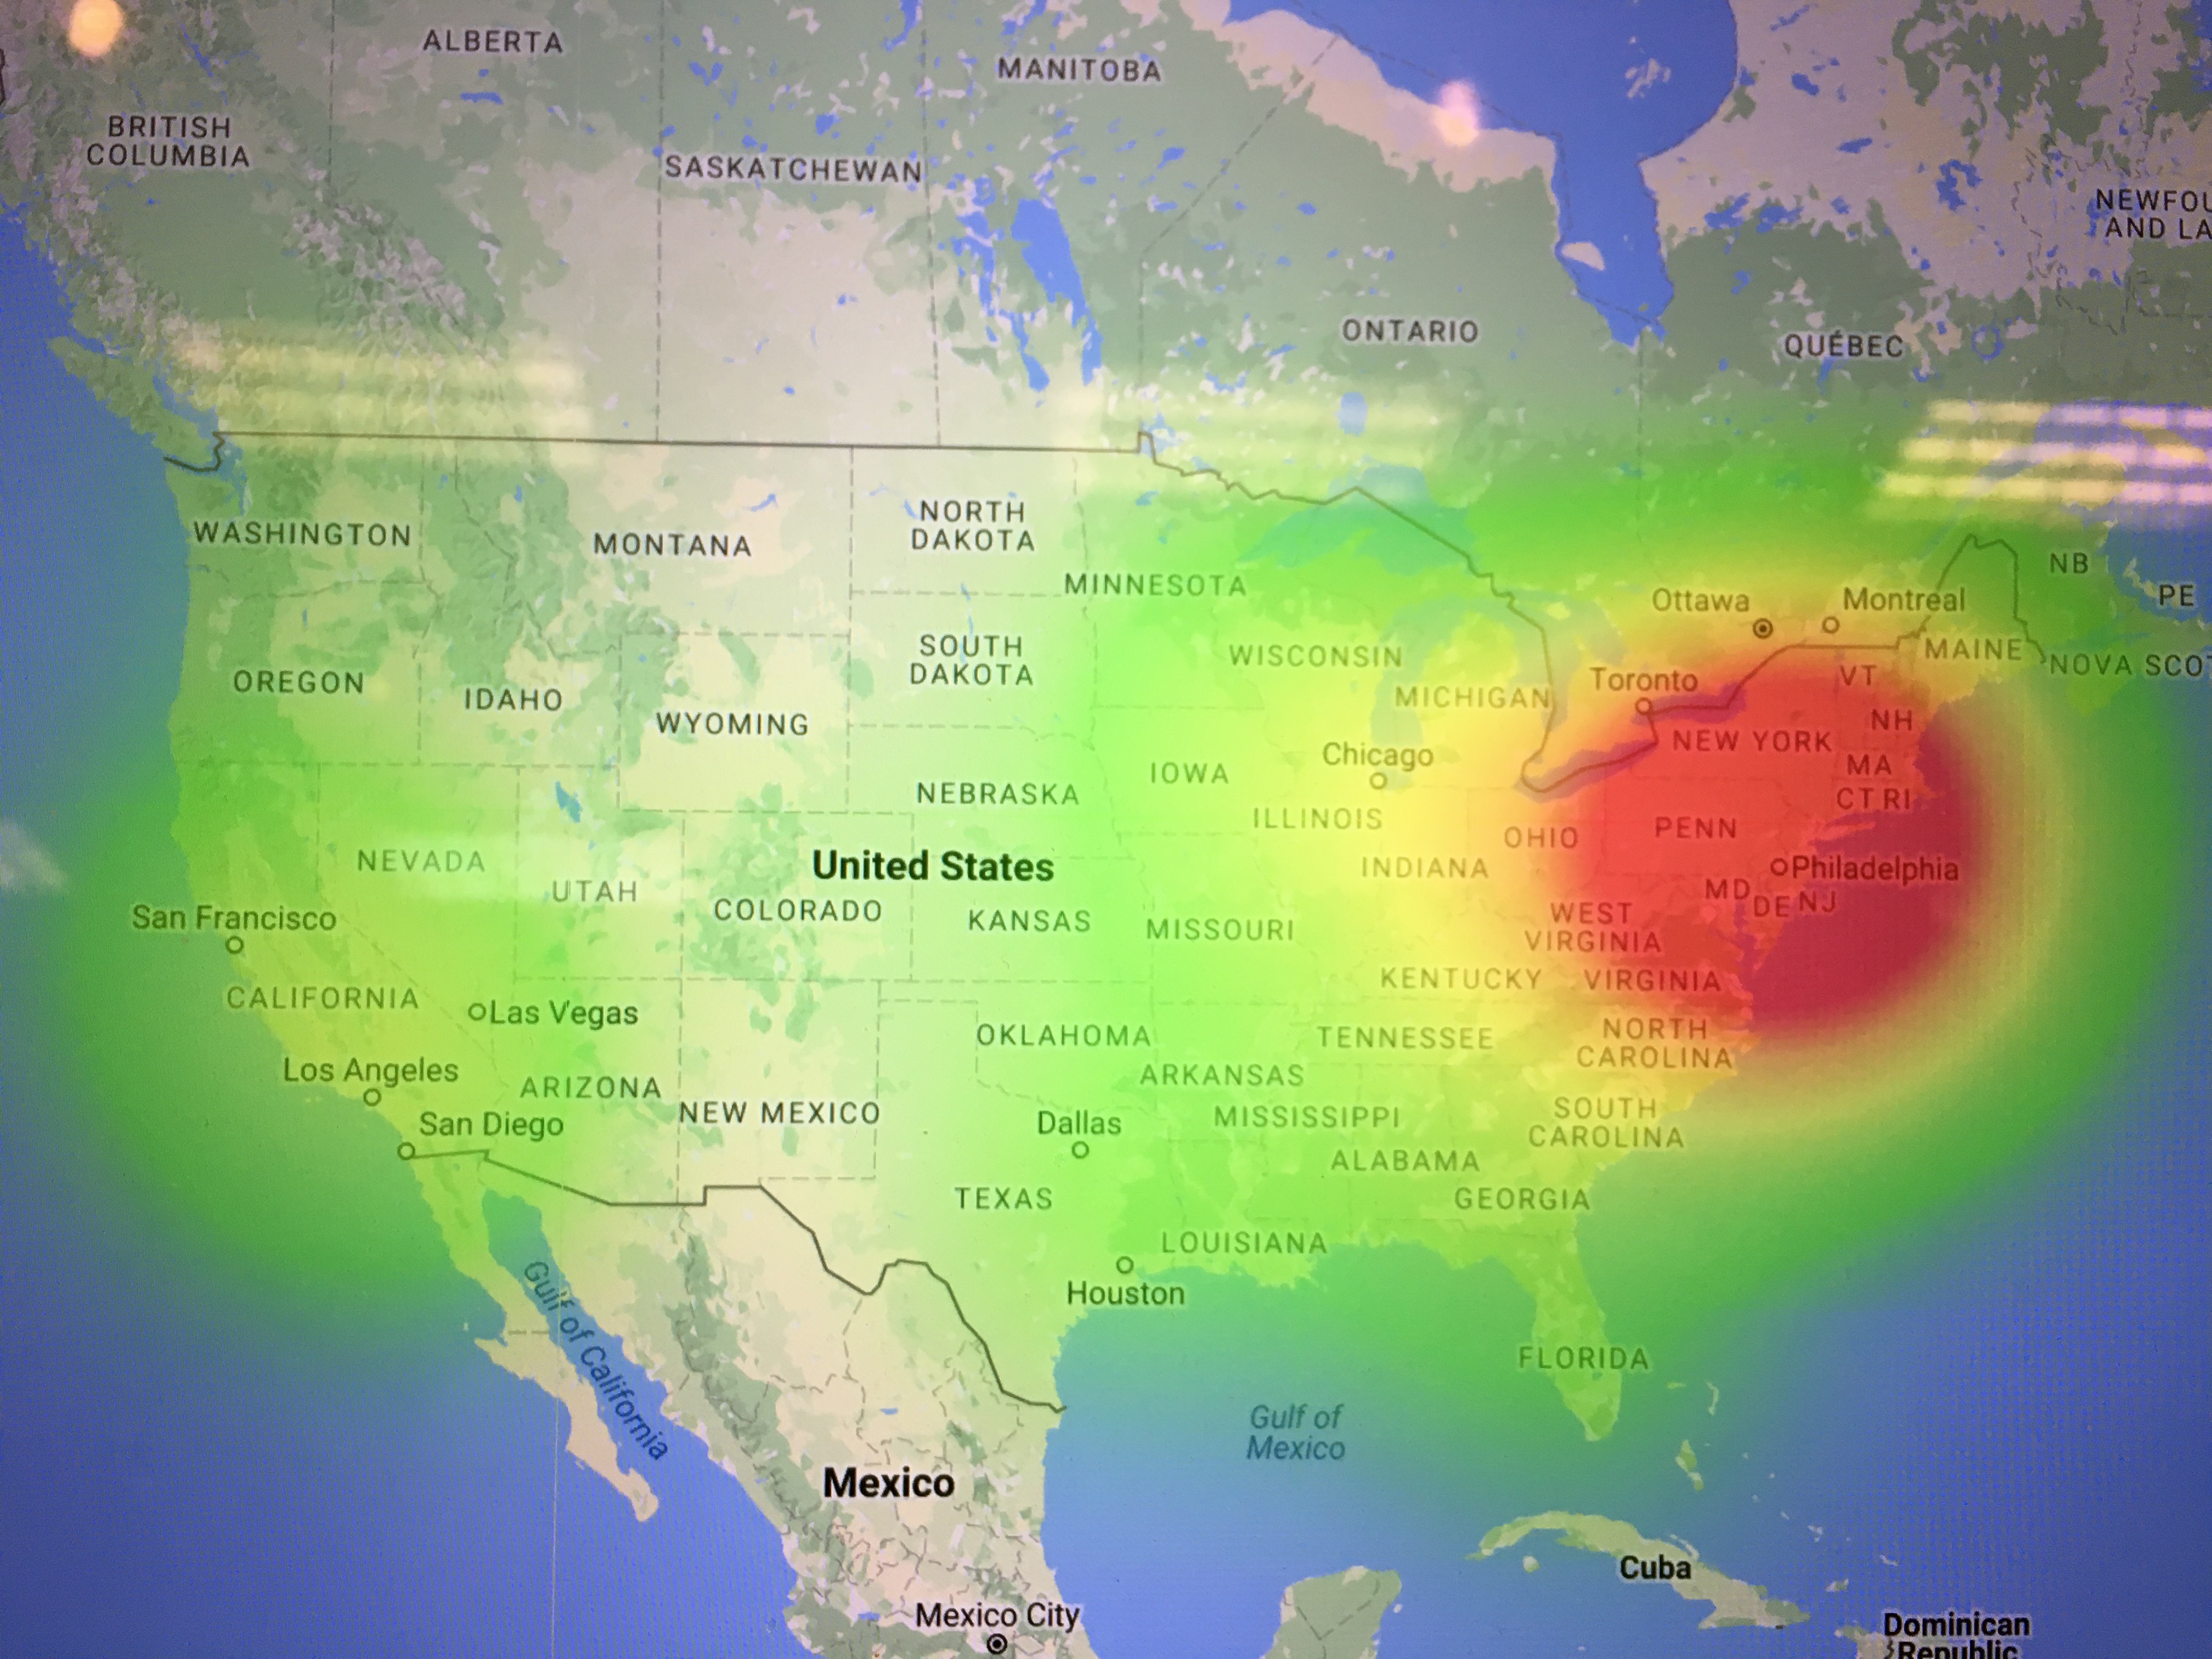 ALBERTA
MANITOBA
BRITISH
COLUMBIA
SASKATCHEWAN
NEWFOU
AND LA
ONTARIO
QUÉBEC
WASHINGTON
MONTANA
NORTH
DAKOTA
MINNESOTA
NB
PE
Ottawa
Montreal
OREGON
IDAHO
SOUTH
DAKOTA
WISCONSIN
MICHIGAN
Toronto
VT
MAINE
NOVA SCOT
WYOMING
NH
NEW YORK
MA
CT RI
Chicago
IOWA
NEBRASKA
ILLINOIS
OHIO
PENN
INDIANA
Philadelphia
MD
DE
NJ
NEVADA
UTAH
United States
COLORADO
KANSAS
MISSOURI
WEST
VIRGINIA
San Francisco
KENTUCKY
VIRGINIA
CALIFORNIA
Las Vegas
OKLAHOMA
TENNESSEE
NORTH
CAROLINA
Los Angeles
ARIZONA
NEW MEXICO
ARKANSAS
San Diego
Dallas
MISSISSIPPI
SOUTH
CAROLINA
ALABAMA
TEXAS
GEORGIA
LOUISIANA
Houston
Gulf of California
FLORIDA
Gulf of
Mexico
Mexico
Cuba
Mexico City
Dominican
Republic